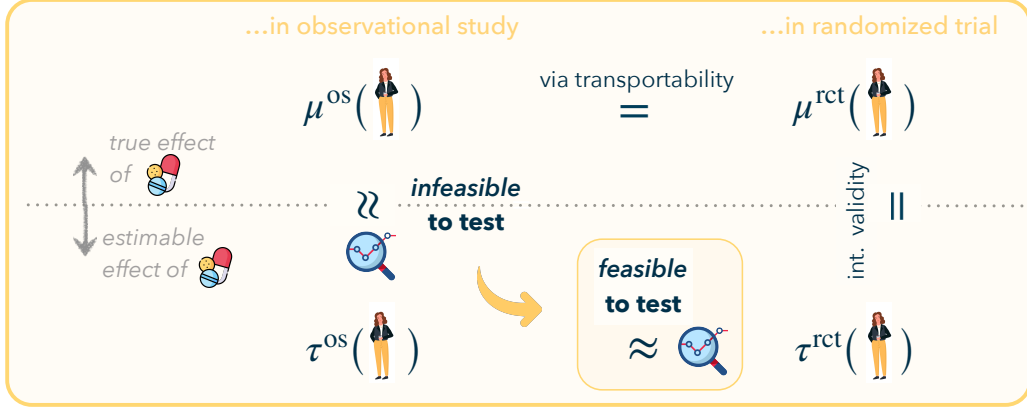 ...in observational study
...in randomized trial
μ^os( )
via transportability
=
μ^rct( )
true effect
of
≈
infeasible
to test
int. validity
=
estimable
effect of
feasible
to test
τ^os( )
≈
τ^rct( )